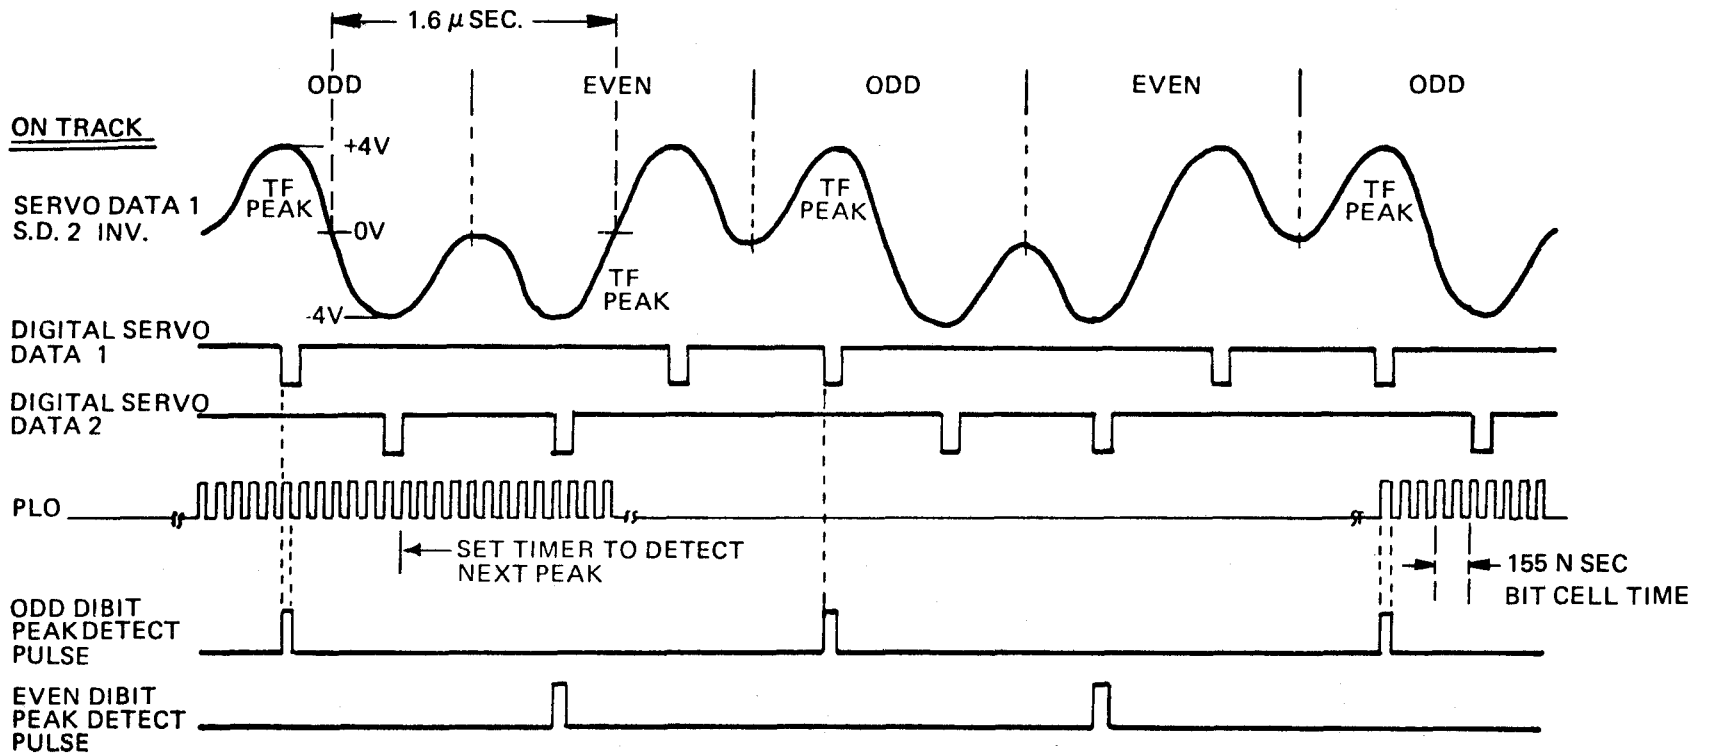 1.6 μ SEC.
ODD
EVEN
ODD
EVEN
ODD
ON TRACK
+4V
TF
PEAK
TF
PEAK
TF
PEAK
SERVO DATA 1
S.D. 2 INV.
0V
TF
PEAK
-4V
DIGITAL SERVO
DATA 1
DIGITAL SERVO
DATA 2
PLO
SET TIMER TO DETECT
NEXT PEAK
155 N SEC
BIT CELL TIME
ODD DIBIT
PEAK DETECT
PULSE
EVEN DIBIT
PEAK DETECT
PULSE